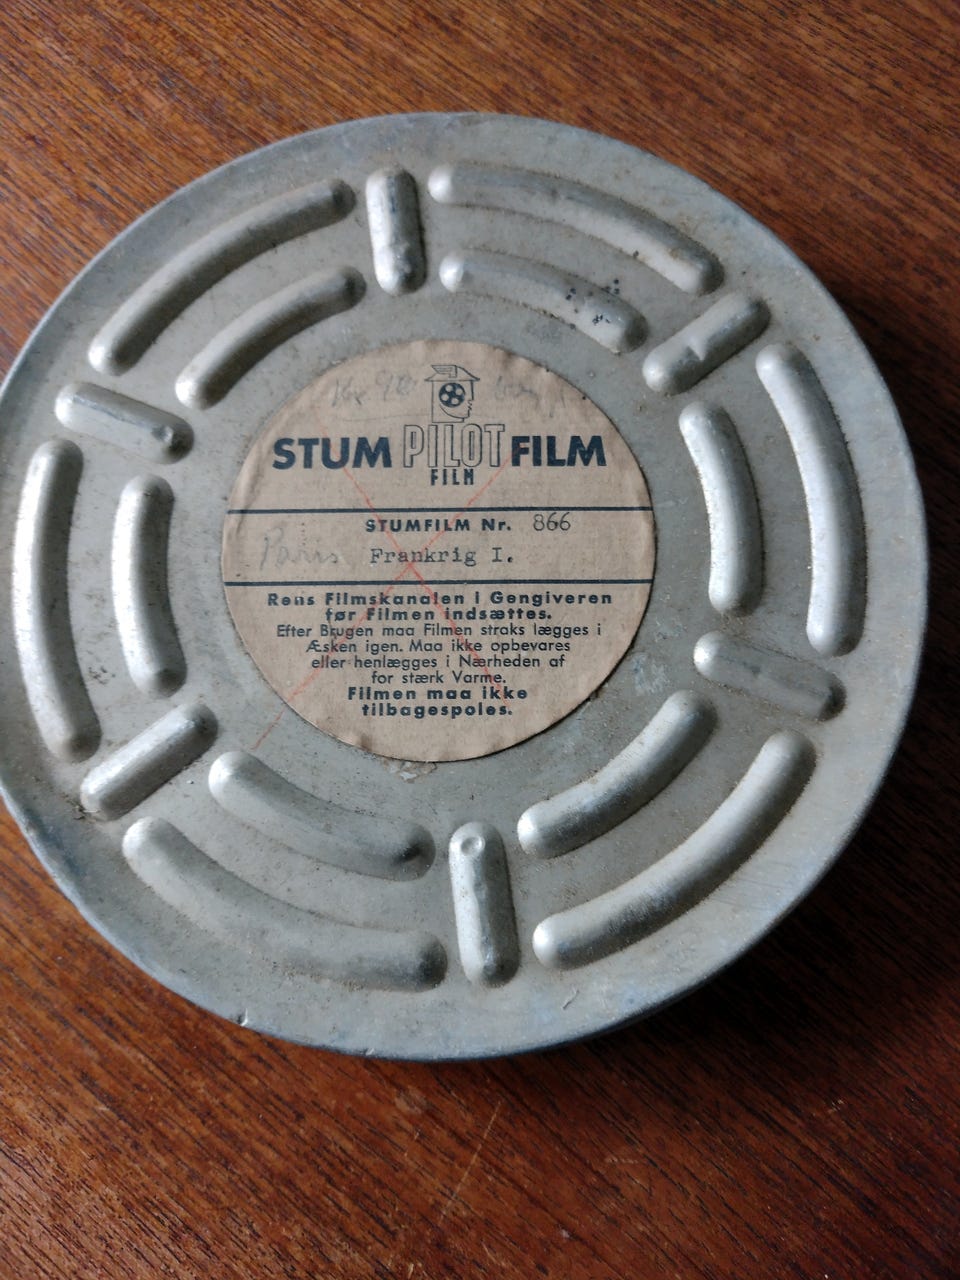 STUM PILOT FILM
FILM
STUMFILM Nr. 866
Paris Frankrig I.
Rens Filmskanalen i Gengiveren
før Filmen indsættes.
Efter Brugen maa Filmen straks lægges i
Æsken igen. Maa ikke opbevares
eller henlægges i Nærheden af
for stærk Varme.
Filmen maa ikke
tilbagespoles.